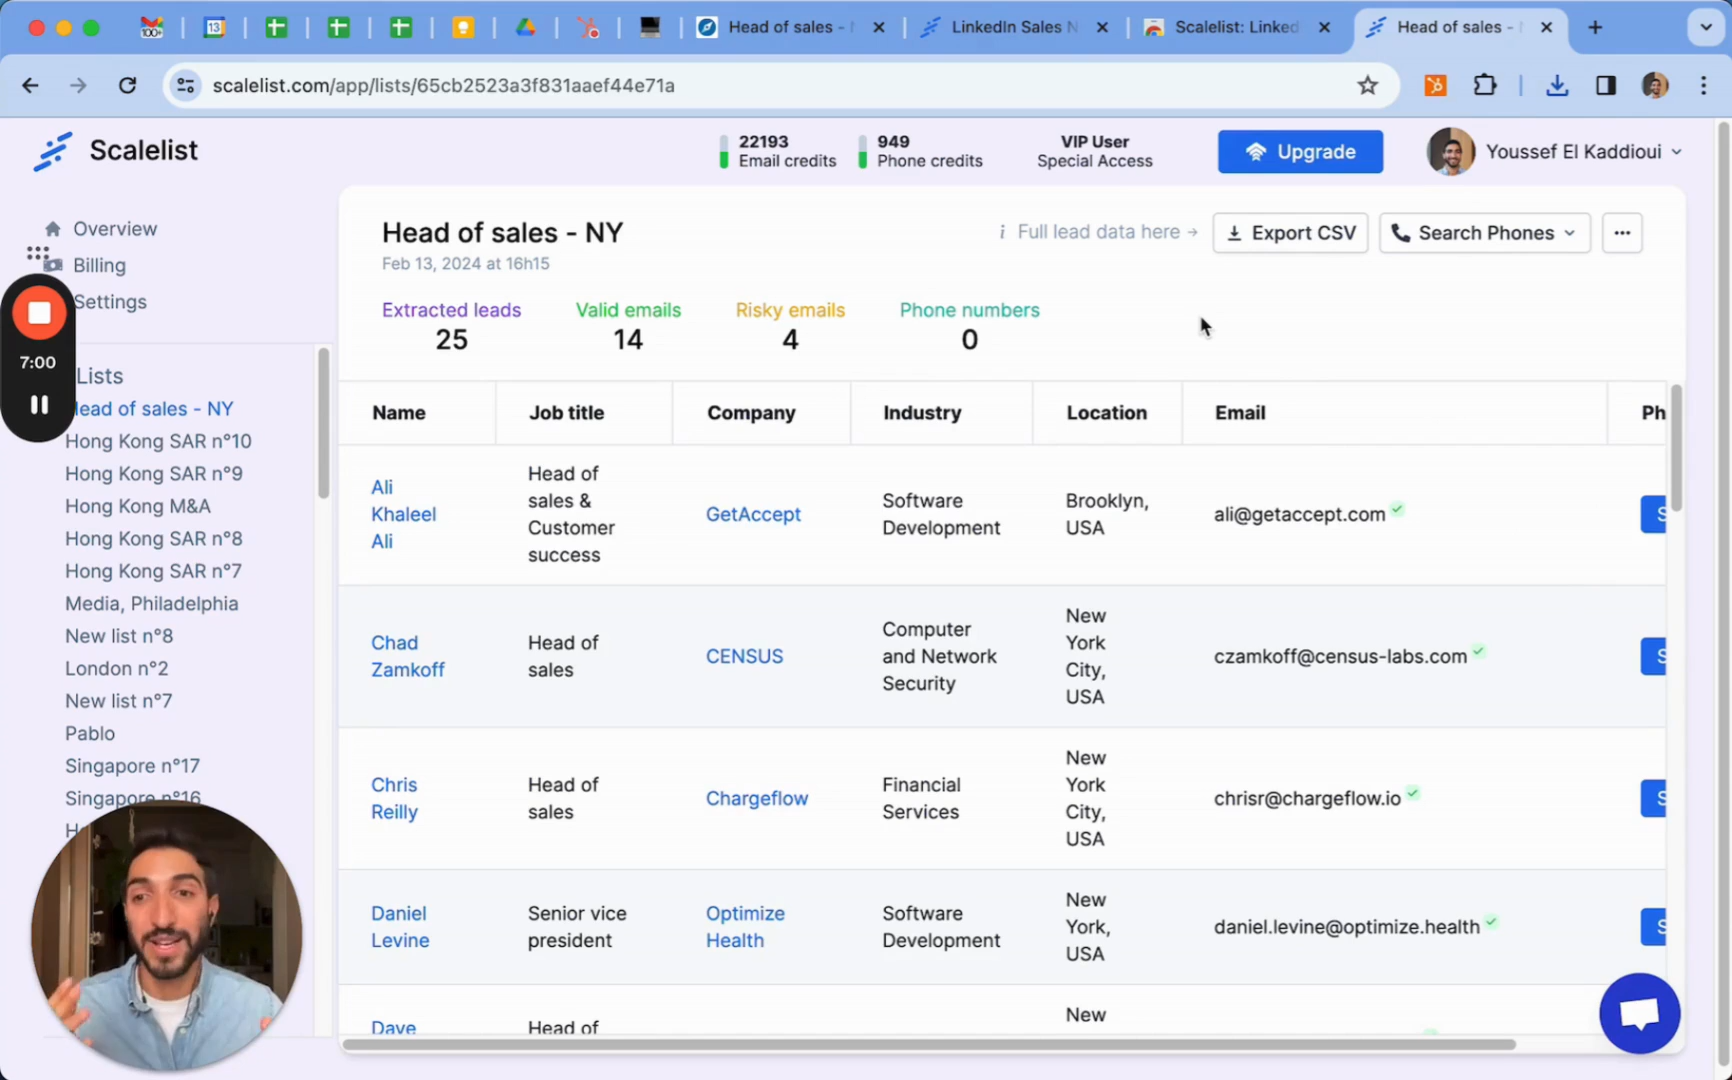 100+
13
Head of sales -
LinkedIn Sales N
Scalelist: Linked
Head of sales -
scalelist.com/app/lists/65cb2523a3f831aaef44e71a
Scalelist
22193
Email credits
949
Phone credits
VIP User
Special Access
Upgrade
Youssef El Kaddioui
Overview
Billing
Settings
7:00
Lists
Head of sales - NY
Hong Kong SAR n°10
Hong Kong SAR n°9
Hong Kong M&A
Hong Kong SAR n°8
Hong Kong SAR n°7
Media, Philadelphia
New list n°8
London n°2
New list n°7
Pablo
Singapore n°17
Singapore n°16
Head of sales - NY
Feb 13, 2024 at 16h15
i Full lead data here →
Export CSV
Search Phones
Extracted leads
25
Valid emails
14
Risky emails
4
Phone numbers
0
Name Job title Company Industry Location Email Ph
Ali
Khaleel
Ali
Head of
sales &
Customer
success
GetAccept
Software
Development
Brooklyn,
USA
ali@getaccept.com
S
Chad
Zamkoff
Head of
sales
CENSUS
Computer
and Network
Security
New
York
City,
USA
czamkoff@census-labs.com
S
Chris
Reilly
Head of
sales
Chargeflow
Financial
Services
New
York
City,
USA
chrisr@chargeflow.io
S
Daniel
Levine
Senior vice
president
Optimize
Health
Software
Development
New
York,
USA
daniel.levine@optimize.health
S
Dave
Head of
New